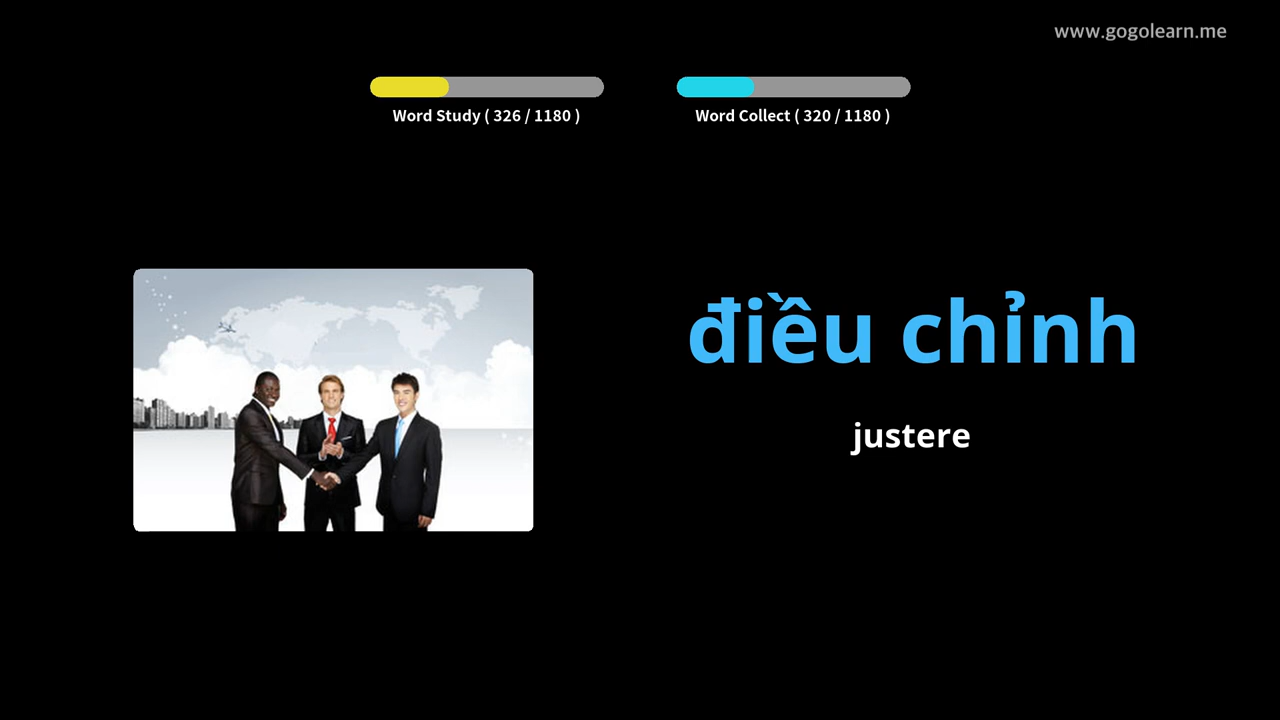 www.gogolearn.me
Word Study ( 326 / 1180 )
Word Collect ( 320 / 1180 )
điều chỉnh
justere